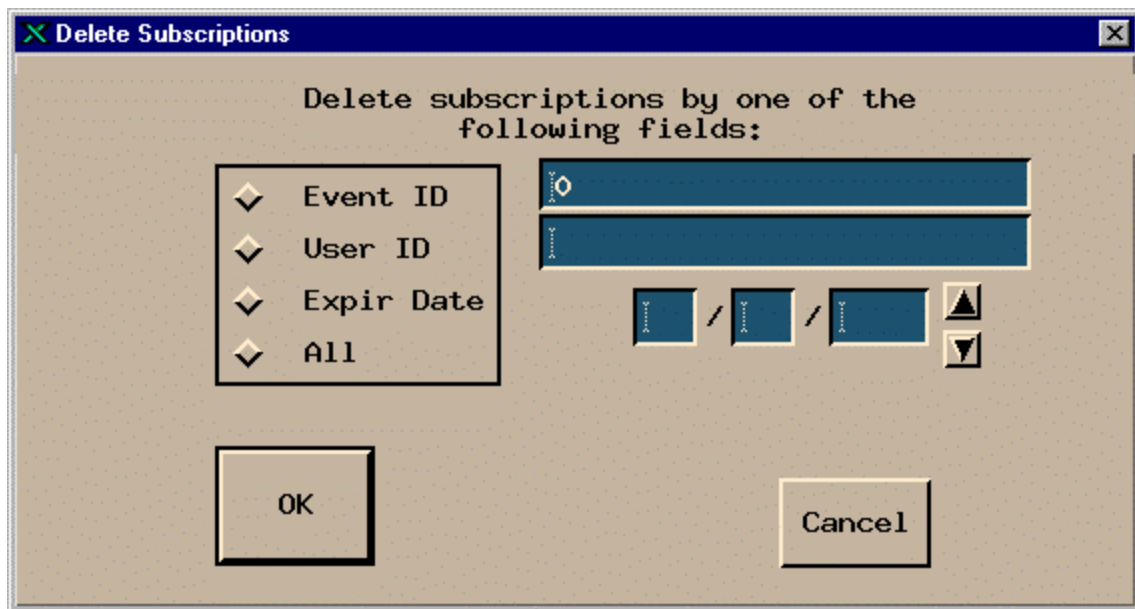 Delete Subscriptions
Delete subscriptions by one of the
following fields:
Event ID
0
User ID
Expir Date
/ /
All
OK
Cancel